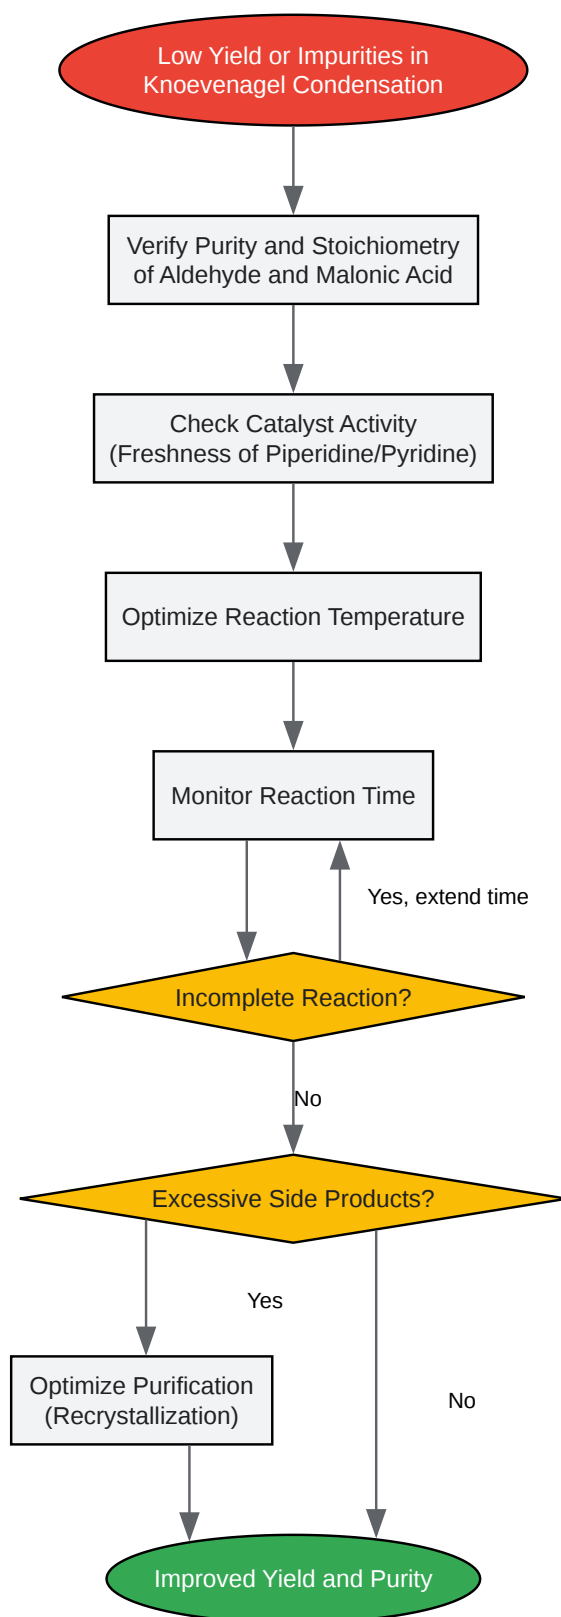 Low Yield or Impurities in
Knoevenagel Condensation
Verify Purity and Stoichiometry
of Aldehyde and Malonic Acid
Check Catalyst Activity
(Freshness of Piperidine/Pyridine)
Optimize Reaction Temperature
Monitor Reaction Time
Yes, extend time
Incomplete Reaction?
No
Excessive Side Products?
Yes
Optimize Purification
(Recrystallization)
No
Improved Yield and Purity